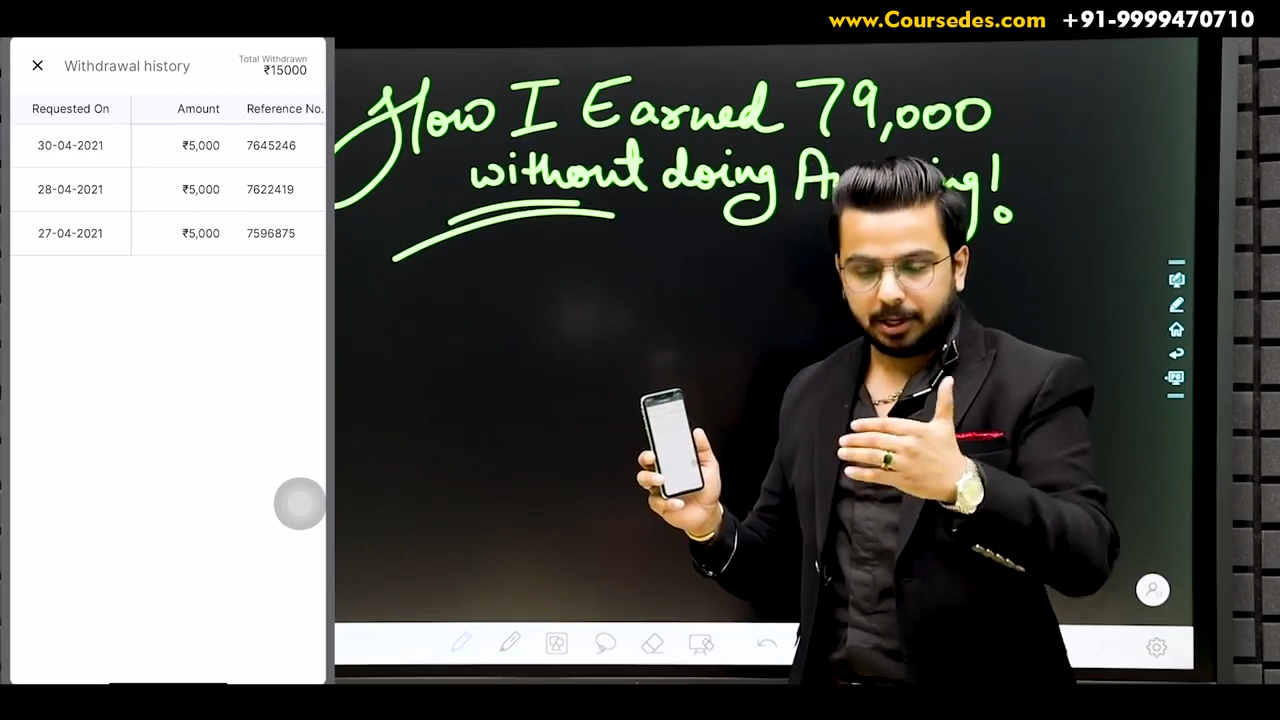 www.Coursedes.com +91-9999470710
Withdrawal history
Total Withdrawn
₹15000
Requested On Amount Reference No.
30-04-2021 ₹5,000 7645246
28-04-2021 ₹5,000 7622419
27-04-2021 ₹5,000 7596875
How I Earned 79,000
without doing